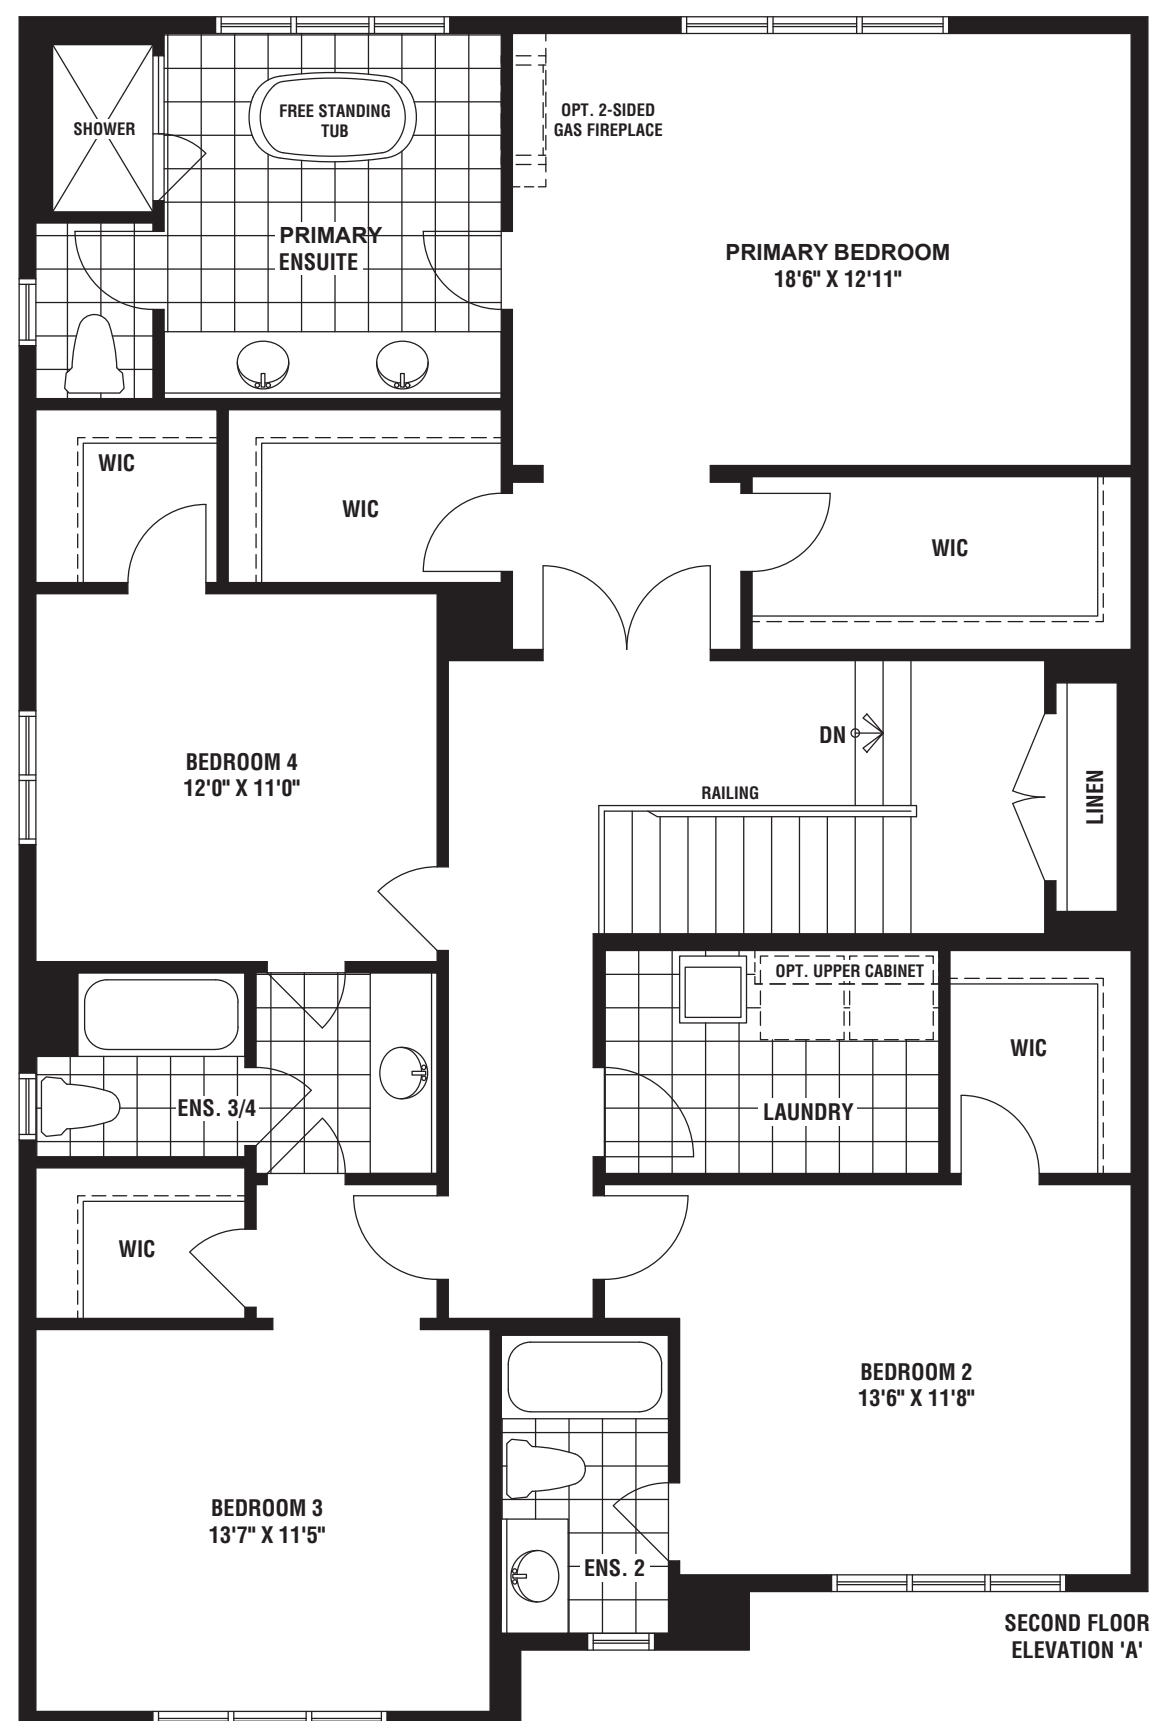 SHOWER
FREE STANDING
TUB
OPT. 2-SIDED
GAS FIREPLACE
PRIMARY
ENSUITE
PRIMARY BEDROOM
18'6" X 12'11"
WIC
WIC
WIC
BEDROOM 4
12'0" X 11'0"
DN
RAILING
LINEN
OPT. UPPER CABINET
WIC
ENS. 3/4
LAUNDRY
WIC
BEDROOM 2
13'6" X 11'8"
BEDROOM 3
13'7" X 11'5"
ENS. 2
SECOND FLOOR
ELEVATION 'A'